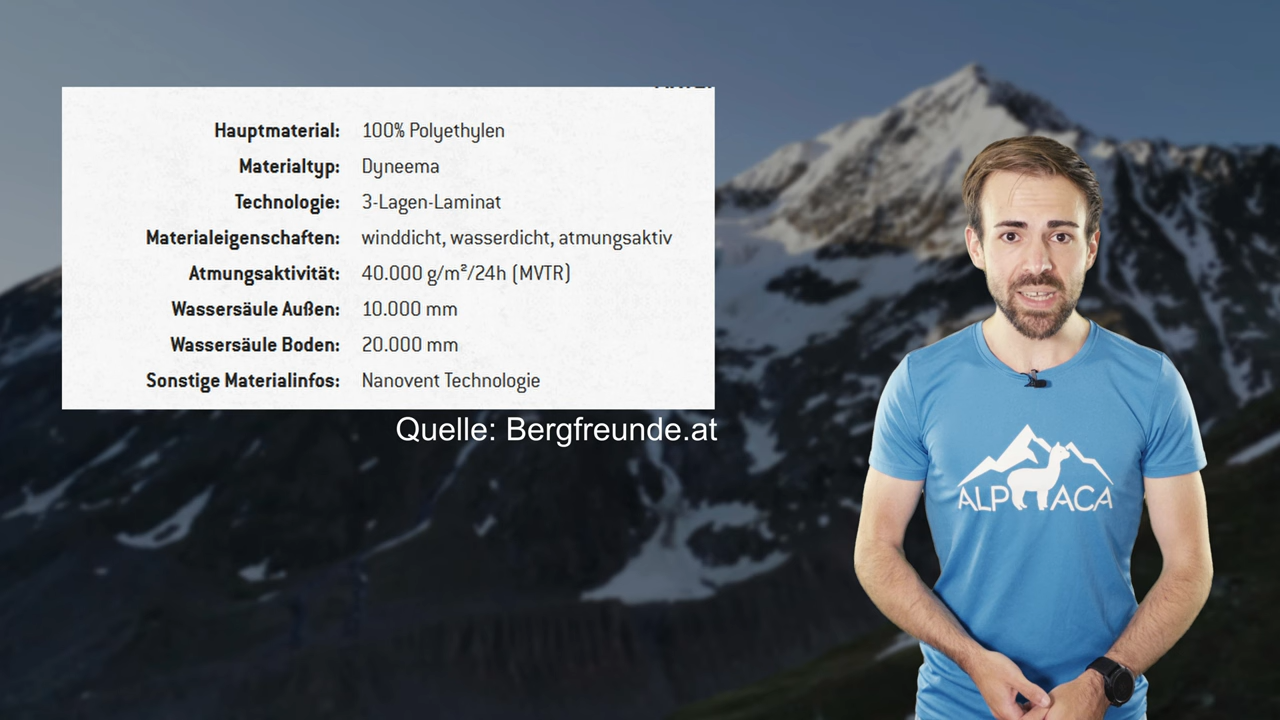 Hauptmaterial: 100% Polyethylen
Materialtyp: Dyneema
Technologie: 3-Lagen-Laminat
Materialeigenschaften: winddicht, wasserdicht, atmungsaktiv
Atmungsaktivität: 40.000 g/m²/24h (MVTR)
Wassersäule Außen: 10.000 mm
Wassersäule Boden: 20.000 mm
Sonstige Materialinfos: Nanovent Technologie
Quelle: Bergfreunde.at
ALPACA